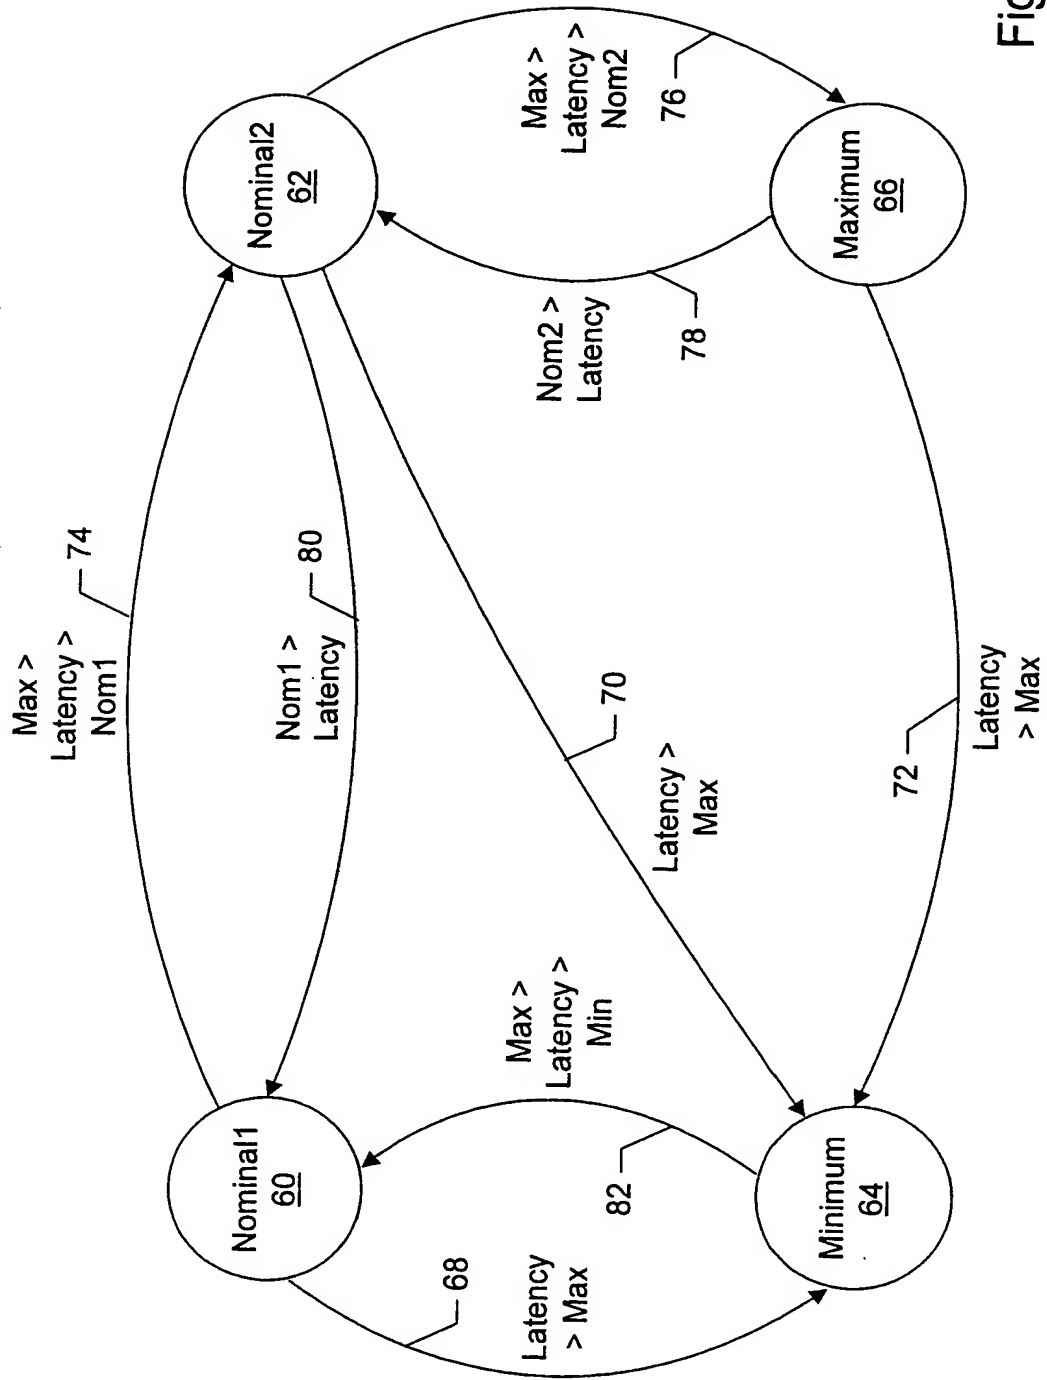 Max >
Latency >
Nom1
74
Nominal1
60
Nominal2
62
Nom1 >
Latency
80
68
Latency
> Max
Max >
Latency >
Min
82
Latency >
Max
70
Nom2 >
Latency
78
Max >
Latency >
Nom2
76
Minimum
64
Maximum
66
72
Latency
> Max